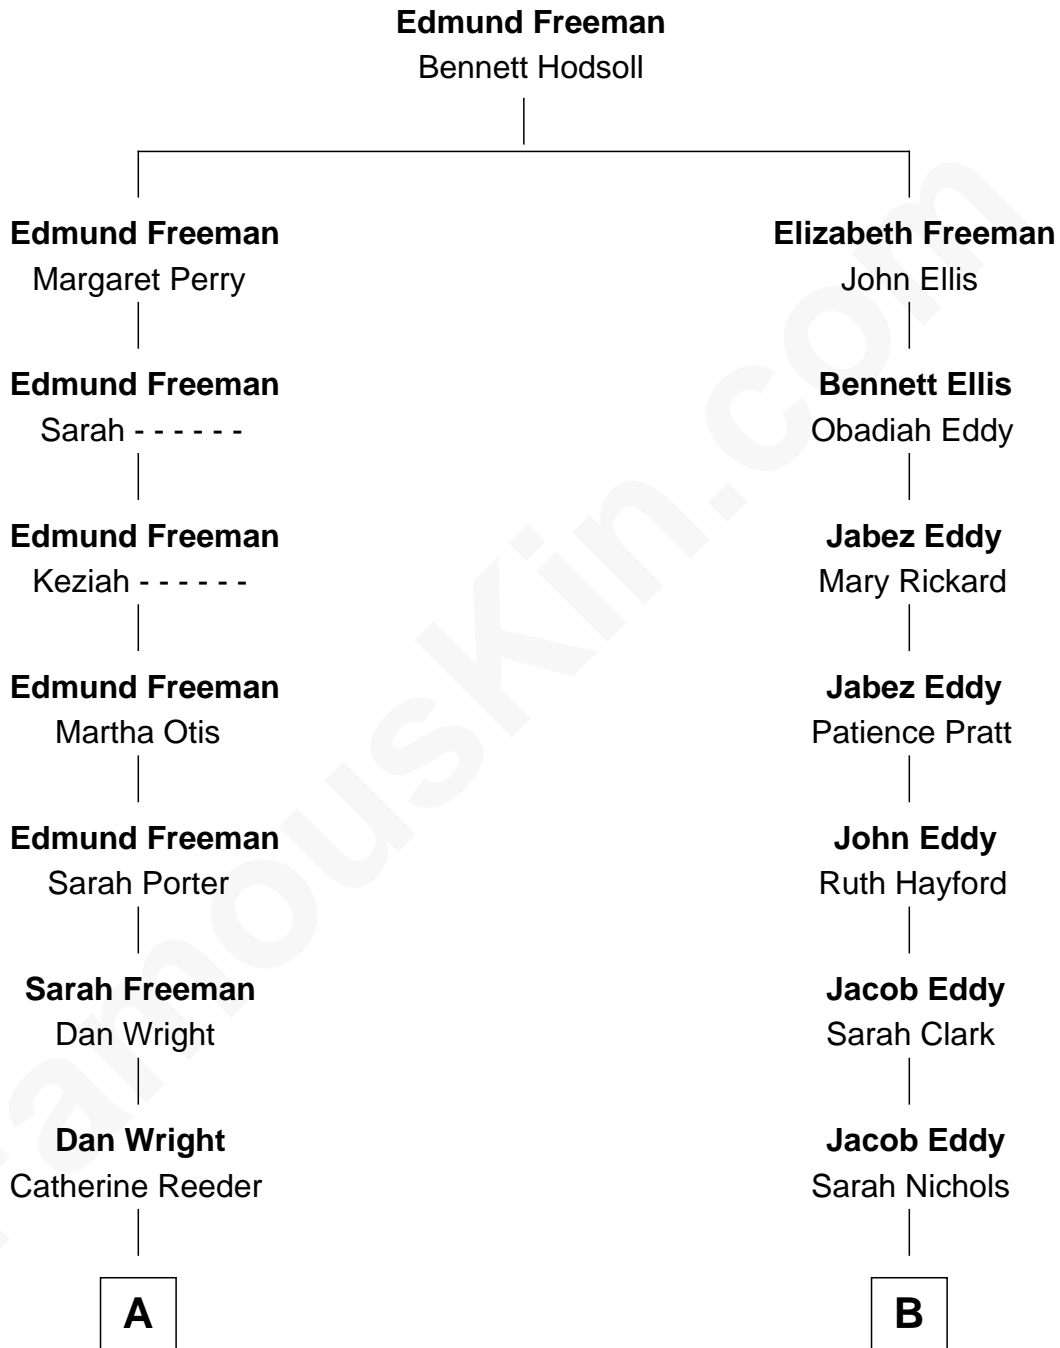 Edmund Freeman
Bennett Hodsoll
Edmund Freeman
Margaret Perry
Elizabeth Freeman
John Ellis
Edmund Freeman
Sarah - - - - - -
Bennett Ellis
Obadiah Eddy
Edmund Freeman
Keziah - - - - - -
Jabez Eddy
Mary Rickard
Edmund Freeman
Martha Otis
Jabez Eddy
Patience Pratt
Edmund Freeman
Sarah Porter
John Eddy
Ruth Hayford
Sarah Freeman
Dan Wright
Jacob Eddy
Sarah Clark
Dan Wright
Catherine Reeder
Jacob Eddy
Sarah Nichols
A
B
FamousKin.com